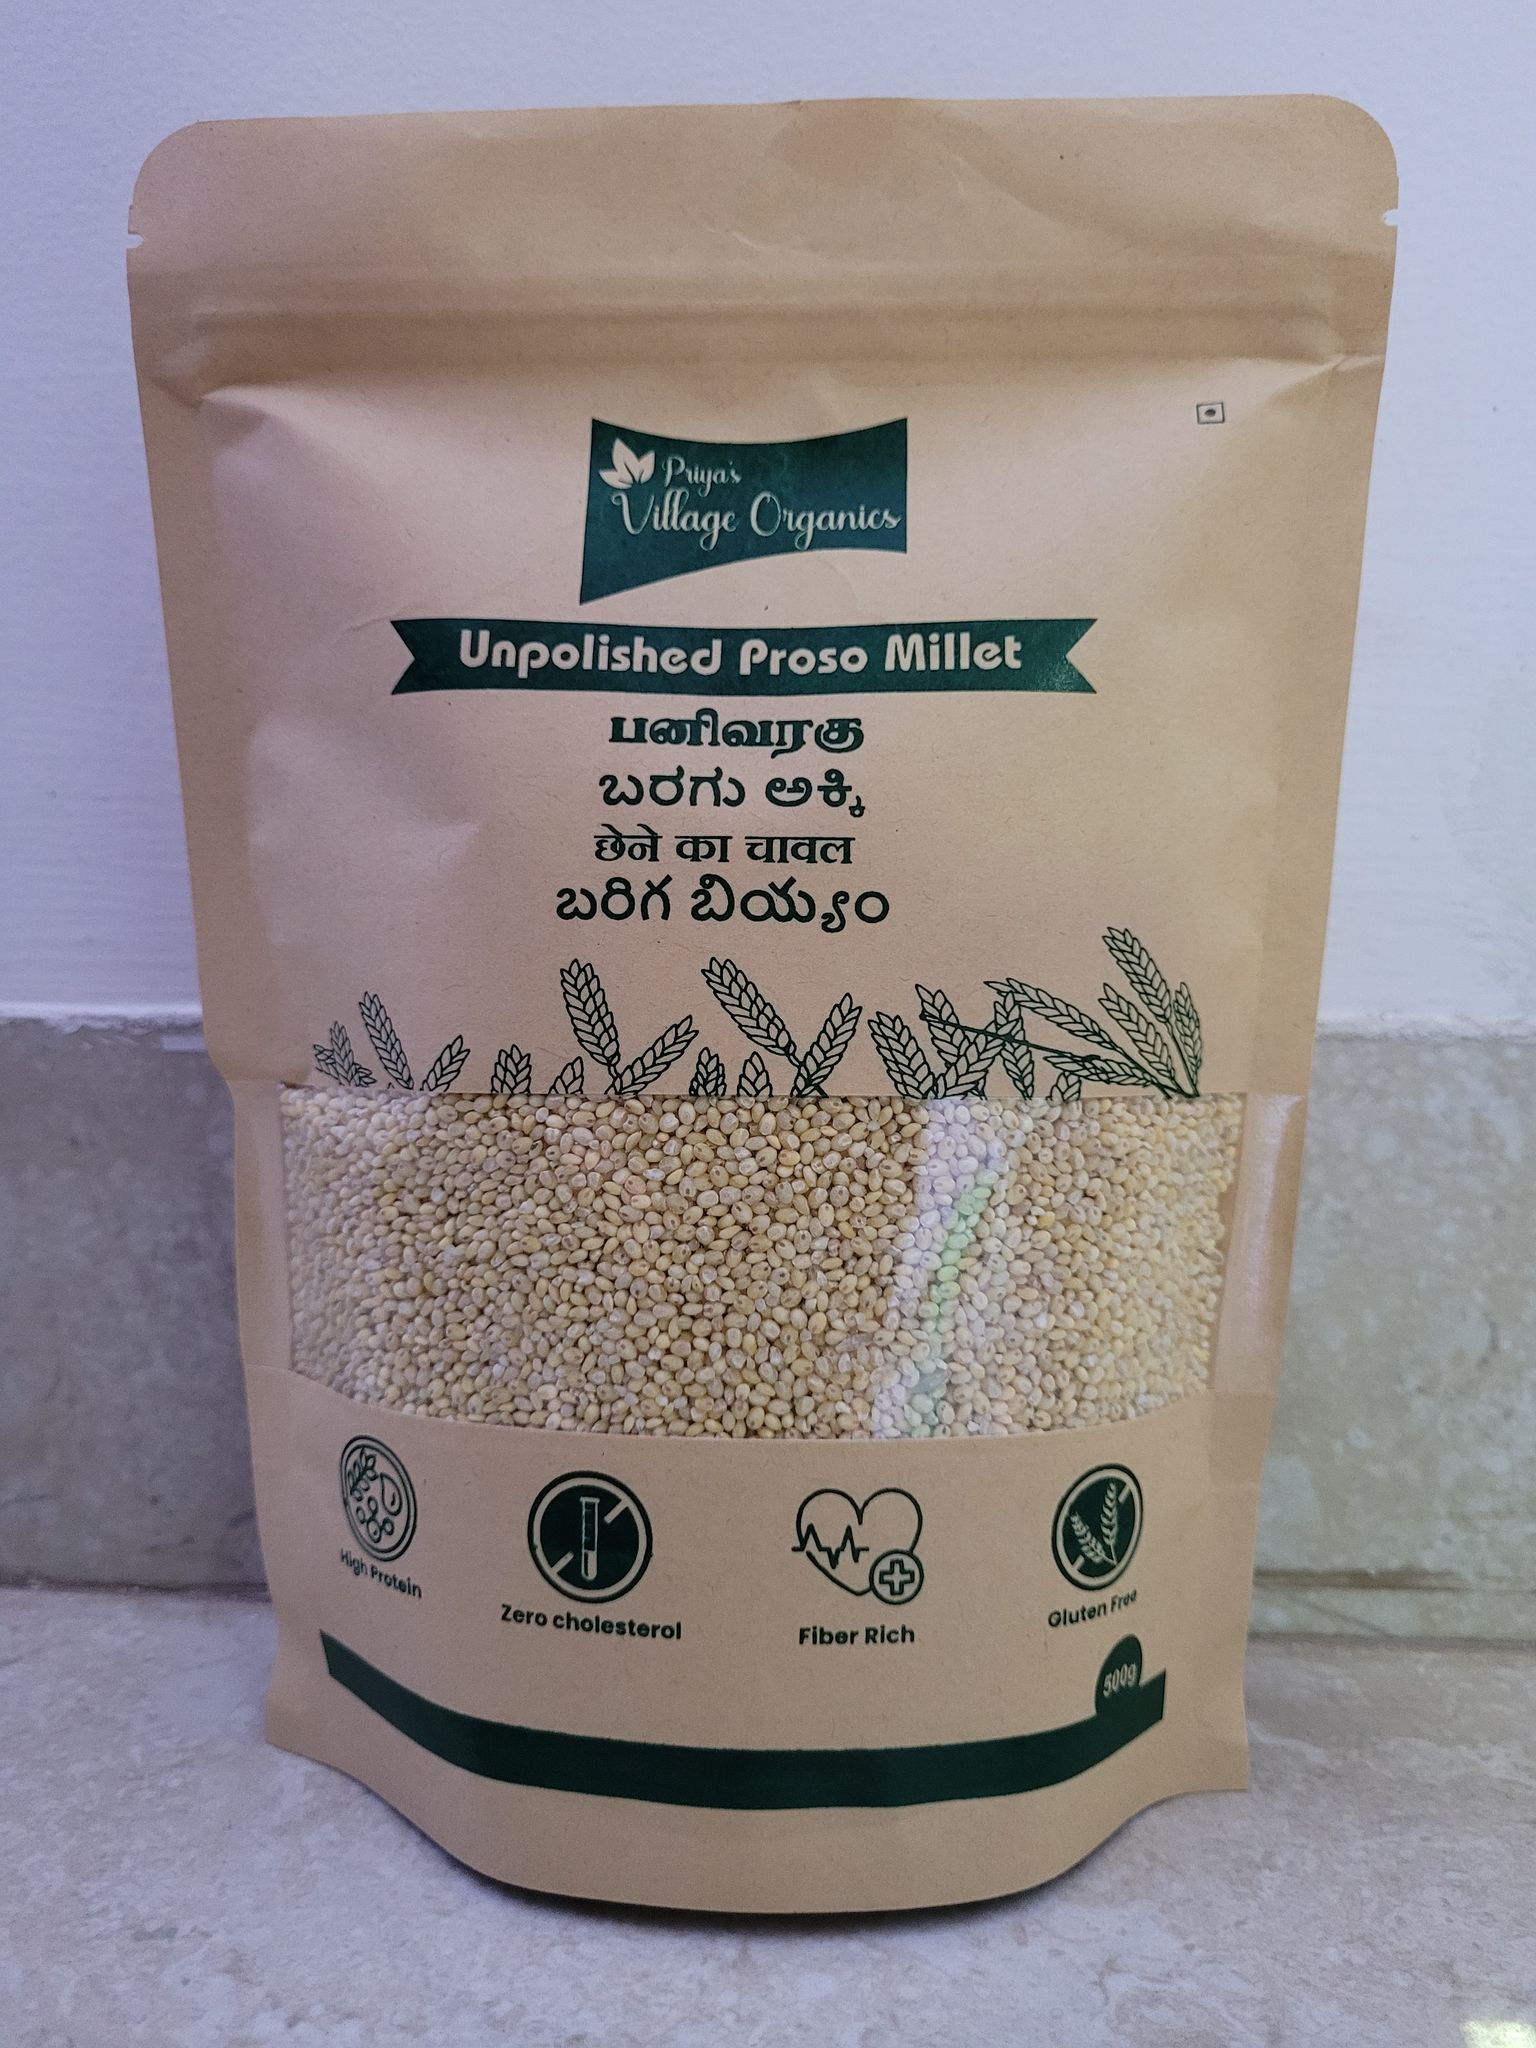 Priya's
Village Organics
Unpolished Proso Millet
பனிவரகு
ಬರಗು ಅಕ್ಕಿ
छेने का चावल
బరిగ బియ్యం
High Protein
Zero cholesterol
Fiber Rich
Gluten Free
500g